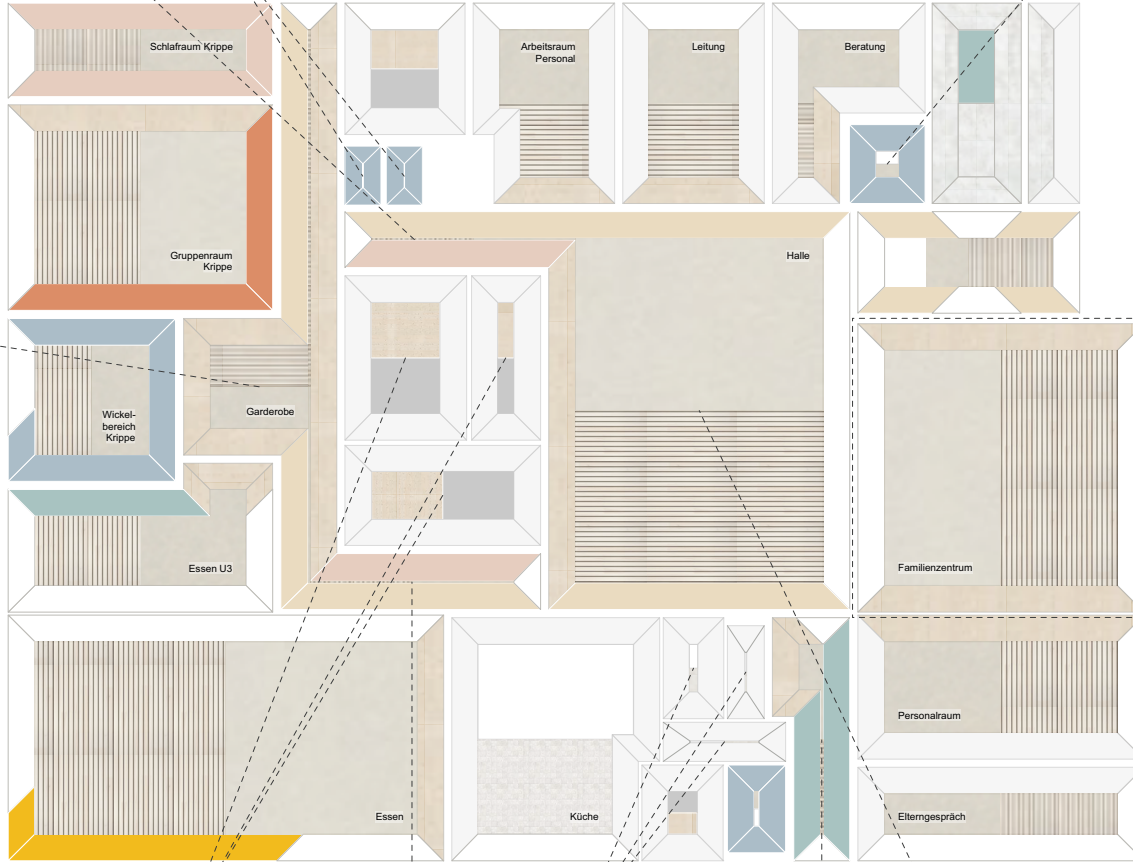 Schlafraum Krippe
Arbeitsraum
Personal
Leitung
Beratung
Gruppenraum
Krippe
Halle
Wickel-
bereich
Krippe
Garderobe
Essen U3
Familienzentrum
Personalraum
Essen
Küche
Elterngespräch